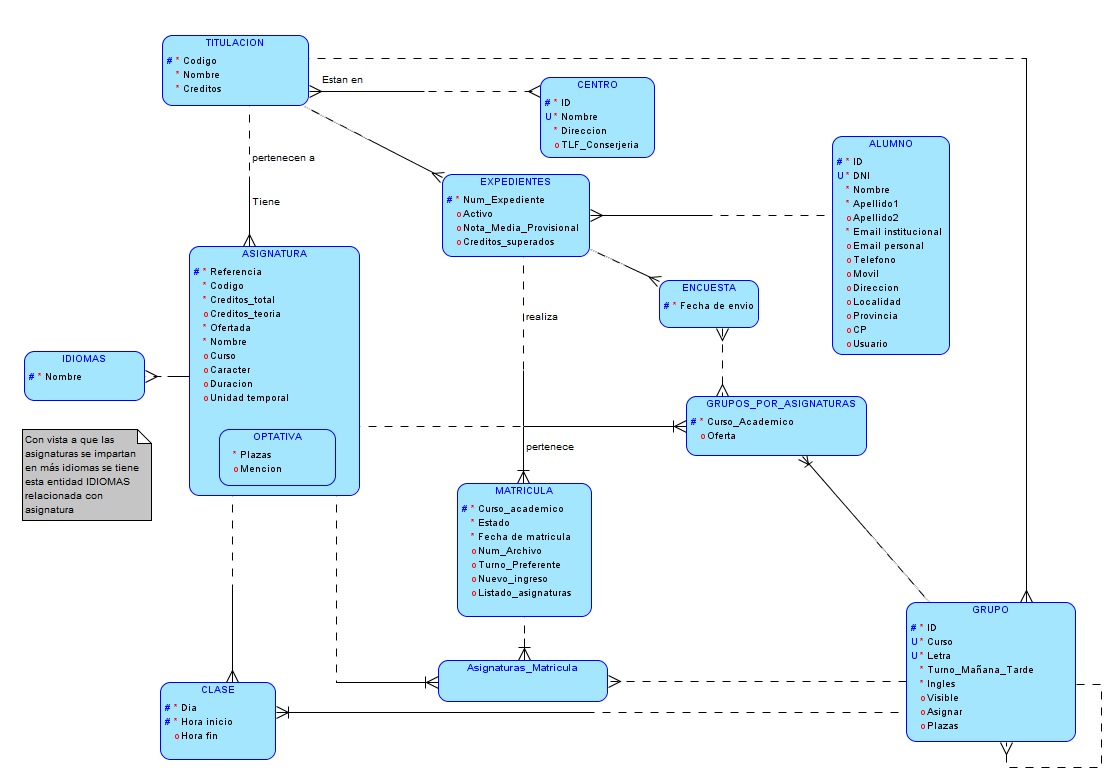 TITULACION
# * Codigo
* Nombre
* Creditos
Estan en
CENTRO
# * ID
U * Nombre
* Direccion
o TLF_Conserjeria
ALUMNO
# * ID
U * DNI
* Nombre
* Apellido1
o Apellido2
* Email institucional
o Email personal
o Telefono
o Movil
o Direccion
o Localidad
o Provincia
o CP
o Usuario
pertenecen a
Tiene
EXPEDIENTES
# * Num_Expediente
o Activo
o Nota_Media_Provisional
o Creditos_superados
ASIGNATURA
# * Referencia
* Codigo
* Creditos_total
o Creditos_teoria
* Ofertada
* Nombre
o Curso
o Caracter
o Duracion
o Unidad temporal
OPTATIVA
* Plazas
o Mencion
ENCUESTA
# * Fecha de envio
realiza
IDIOMAS
# * Nombre
GRUPOS_POR_ASIGNATURAS
# * Curso_Academico
o Oferta
Con vista a que las
asignaturas se impartan
en más idiomas se tiene
esta entidad IDIOMAS
relacionada con
asignatura
pertenece
MATRICULA
# * Curso_academico
* Estado
* Fecha de matricula
o Num_Archivo
o Turno_Preferente
o Nuevo_ingreso
o Listado_asignaturas
GRUPO
# * ID
U * Curso
U * Letra
* Turno_Mañana_Tarde
* Ingles
o Visible
o Asignar
o Plazas
Asignaturas_Matricula
CLASE
# * Dia
# * Hora inicio
o Hora fin